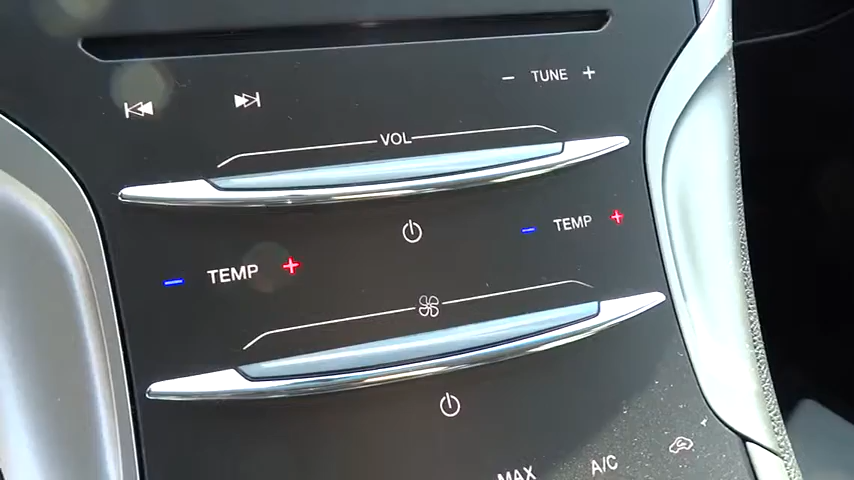 - TUNE +
VOL
- TEMP +
- TEMP +
MAX A/C